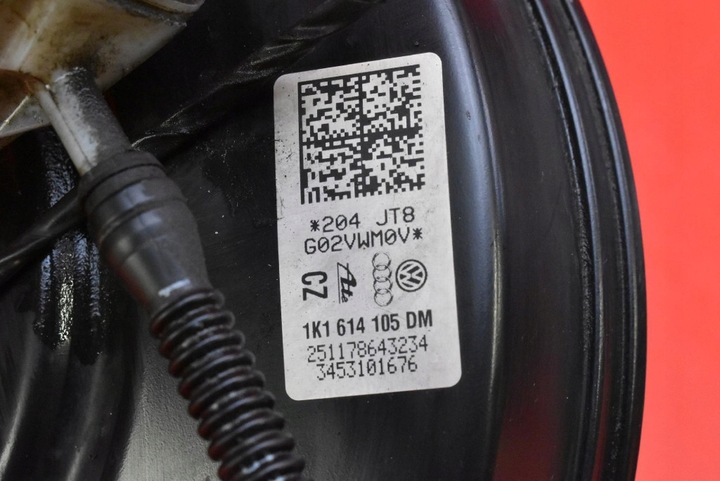 *204 JT8
G02VWM0V*
CZ
1K1 614 105 DM
251178643234
3453101676